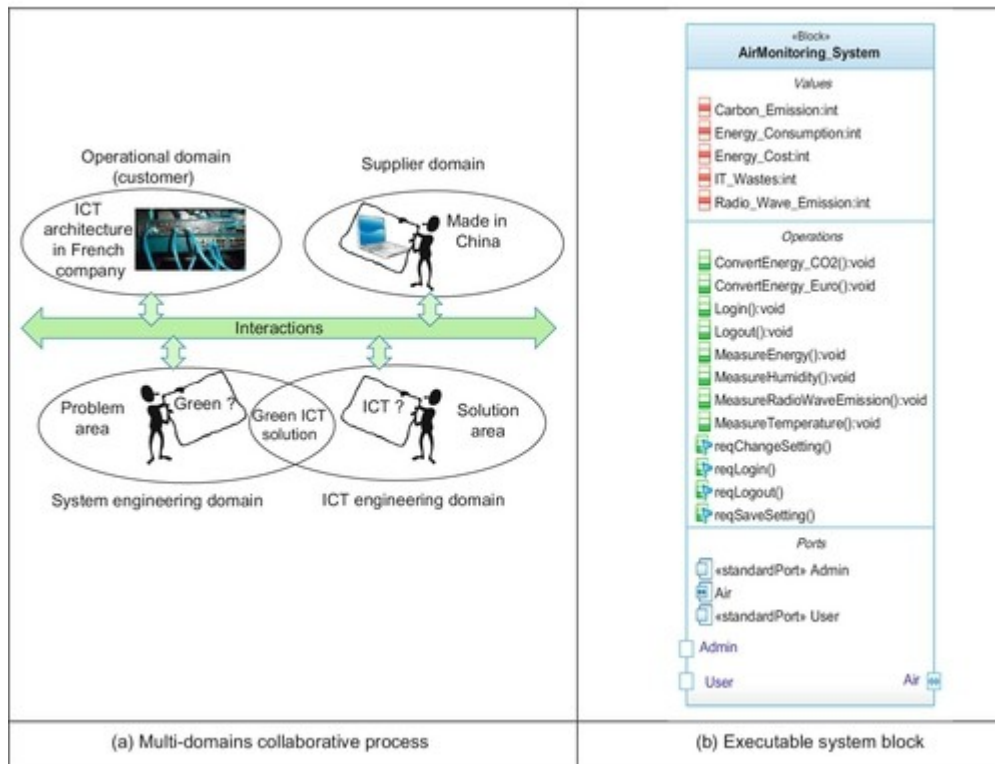 Operational domain
(customer)
ICT
architecture
in French
company
Supplier domain
Made in
China
Interactions
Problem
area
Green ?
Green ICT
solution
ICT ?
Solution
area
System engineering domain
ICT engineering domain
(a) Multi-domains collaborative process
«Block»
AirMonitoring_System
Values
Carbon_Emission:int
Energy_Consumption:int
Energy_Cost:int
IT_Wastes:int
Radio_Wave_Emission:int
Operations
ConvertEnergy_CO2():void
ConvertEnergy_Euro():void
Login():void
Logout():void
MeasureEnergy():void
MeasureHumidity():void
MeasureRadioWaveEmission():void
MeasureTemperature():void
reqChangeSetting()
reqLogin()
reqLogout()
reqSaveSetting()
Ports
«standardPort» Admin
Air
«standardPort» User
Admin
User
Air
(b) Executable system block